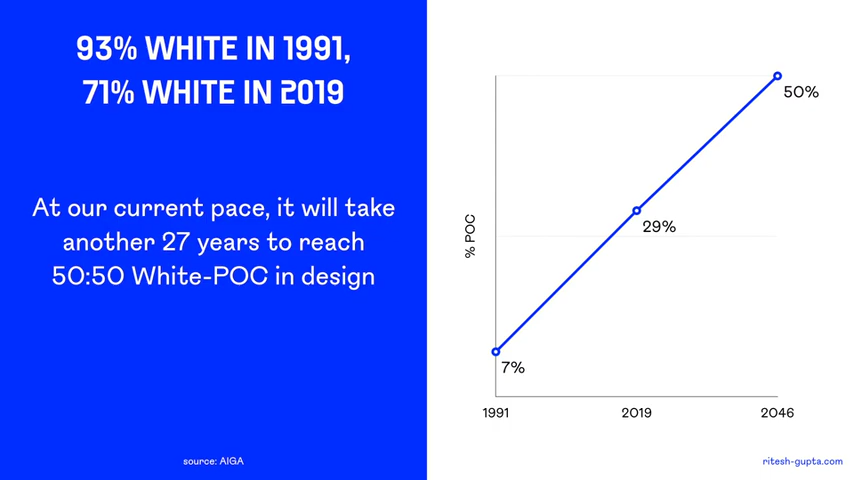 93% WHITE IN 1991,
71% WHITE IN 2019
At our current pace, it will take
another 27 years to reach
50:50 White-POC in design
source: AIGA
% POC
50%
29%
7%
1991
2019
2046
ritesh-gupta.com